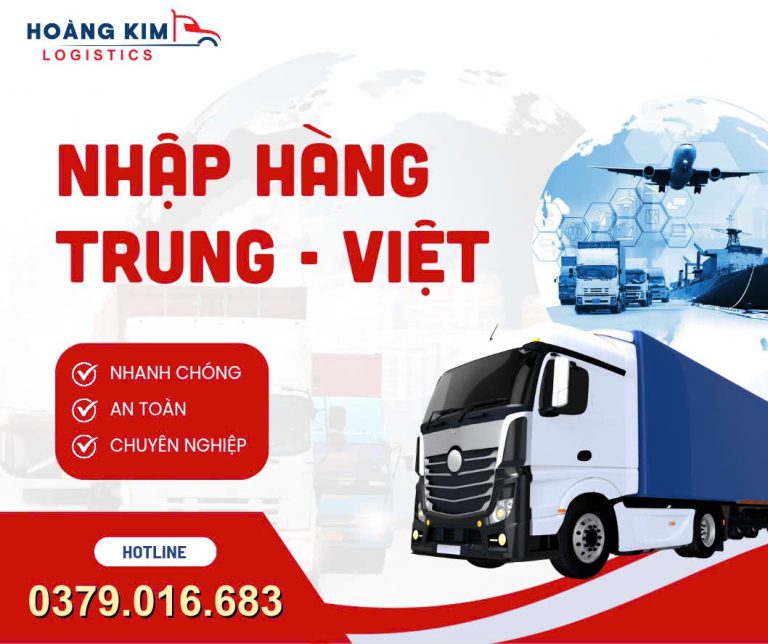 HOÀNG KIM
LOGISTICS
NHẬP HÀNG
TRUNG - VIỆT
NHANH CHÓNG
AN TOÀN
CHUYÊN NGHIỆP
HOTLINE
0379.016.683